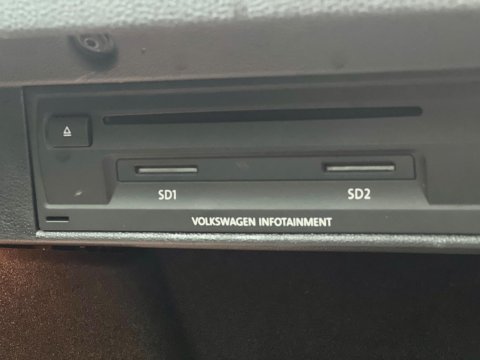 SD1 SD2
VOLKSWAGEN INFOTAINMENT